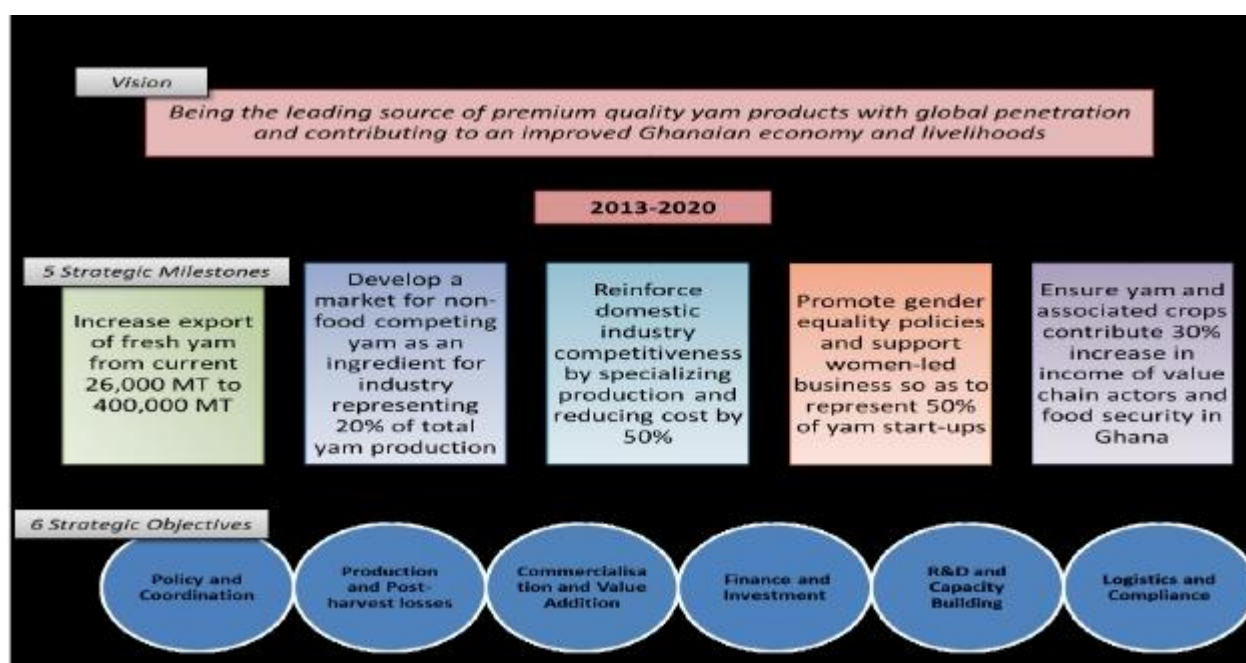 Vision
Being the leading source of premium quality yam products with global penetration
and contributing to an improved Ghanaian economy and livelihoods
2013-2020
5 Strategic Milestones
Increase export
of fresh yam
from current
26,000 MT to
400,000 MT
Develop a
market for non-
food competing
yam as an
ingredient for
industry
representing
20% of total
yam production
Reinforce
domestic
industry
competitiveness
by specializing
production and
reducing cost by
50%
Promote gender
equality policies
and support
women-led
business so as to
represent 50%
of yam start-ups
Ensure yam and
associated crops
contribute 30%
increase in
income of value
chain actors and
food security in
Ghana
6 Strategic Objectives
Policy and
Coordination
Production
and Post-
harvest losses
Commercialisa
tion and Value
Addition
Finance and
Investment
R&D and
Capacity
Building
Logistics and
Compliance